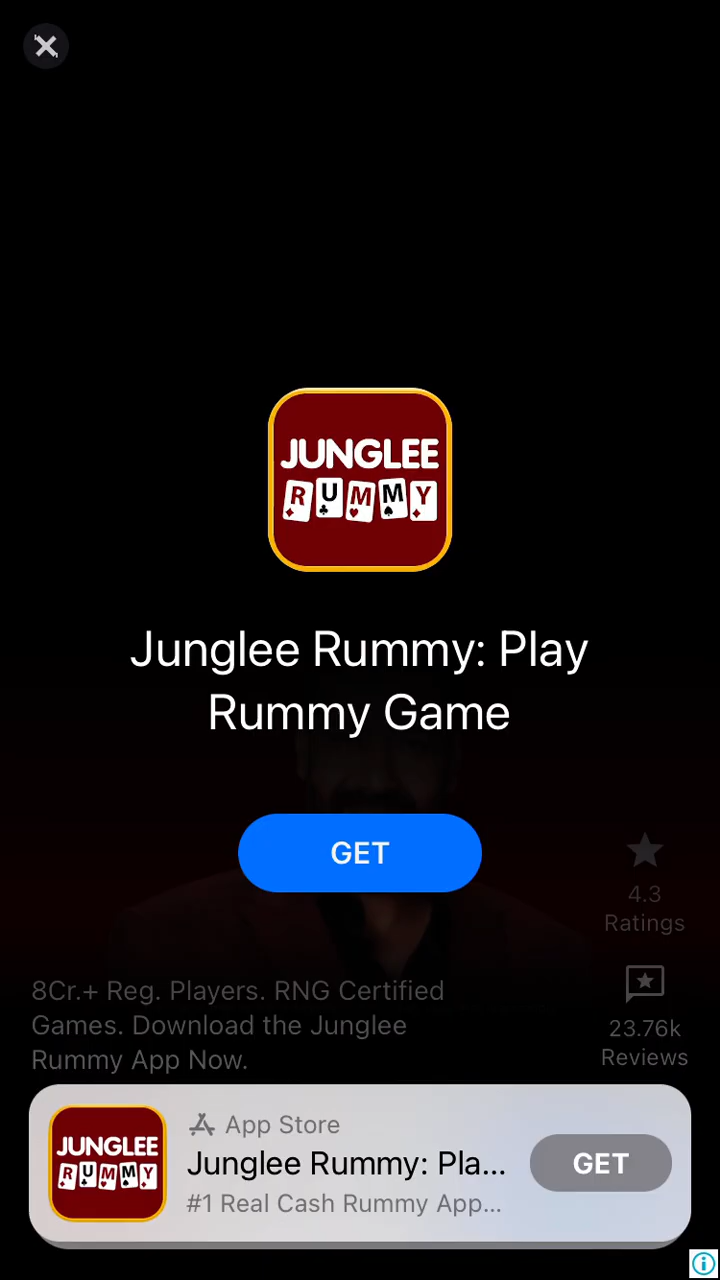 JUNGLEE
RUMMY
Junglee Rummy: Play
Rummy Game
GET
4.3
Ratings
8Cr.+ Reg. Players. RNG Certified
Games. Download the Junglee
Rummy App Now.
23.76k
Reviews
JUNGLEE
RUMMY
App Store
Junglee Rummy: Pla...
#1 Real Cash Rummy App...
GET